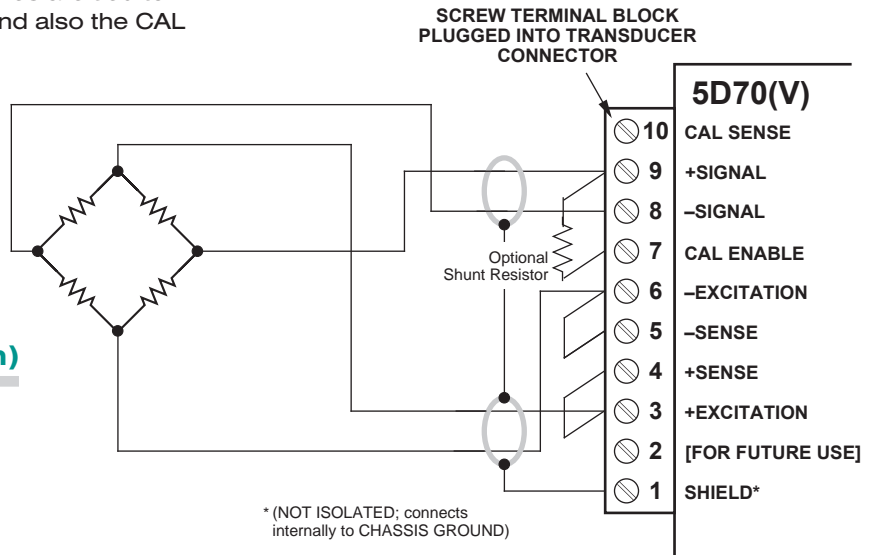 nd also the CAL
SCREW TERMINAL BLOCK
PLUGGED INTO TRANSDUCER
CONNECTOR
5D70(V)
10 CAL SENSE
9 +SIGNAL
8 –SIGNAL
7 CAL ENABLE
6 –EXCITATION
5 –SENSE
4 +SENSE
3 +EXCITATION
2 [FOR FUTURE USE]
1 SHIELD*
Optional
Shunt Resistor
n)
* (NOT ISOLATED; connects
internally to CHASSIS GROUND)